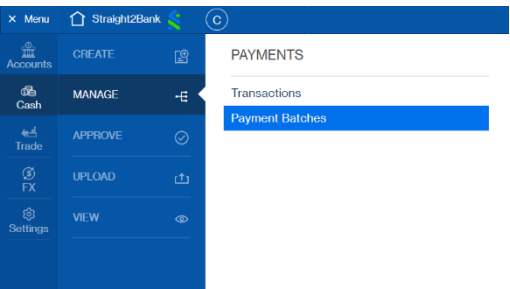 × Menu
Straight2Bank
C
Accounts
Cash
Trade
FX
Settings
CREATE
MANAGE
APPROVE
UPLOAD
VIEW
PAYMENTS
Transactions
Payment Batches